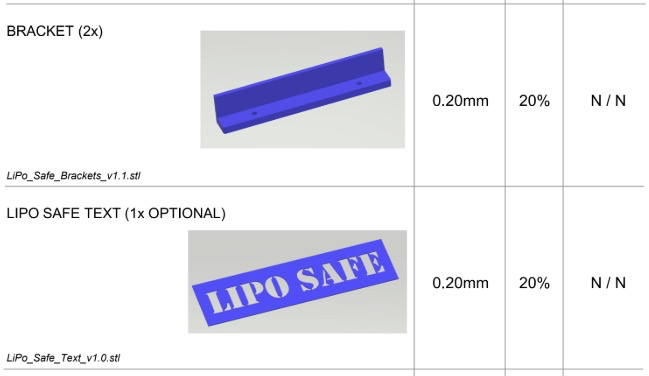 BRACKET (2x)
0.20mm
20%
N / N
LiPo_Safe_Brackets_v1.1.stl
LIPO SAFE TEXT (1x OPTIONAL)
LIPO SAFE
0.20mm
20%
N / N
LiPo_Safe_Text_v1.0.stl